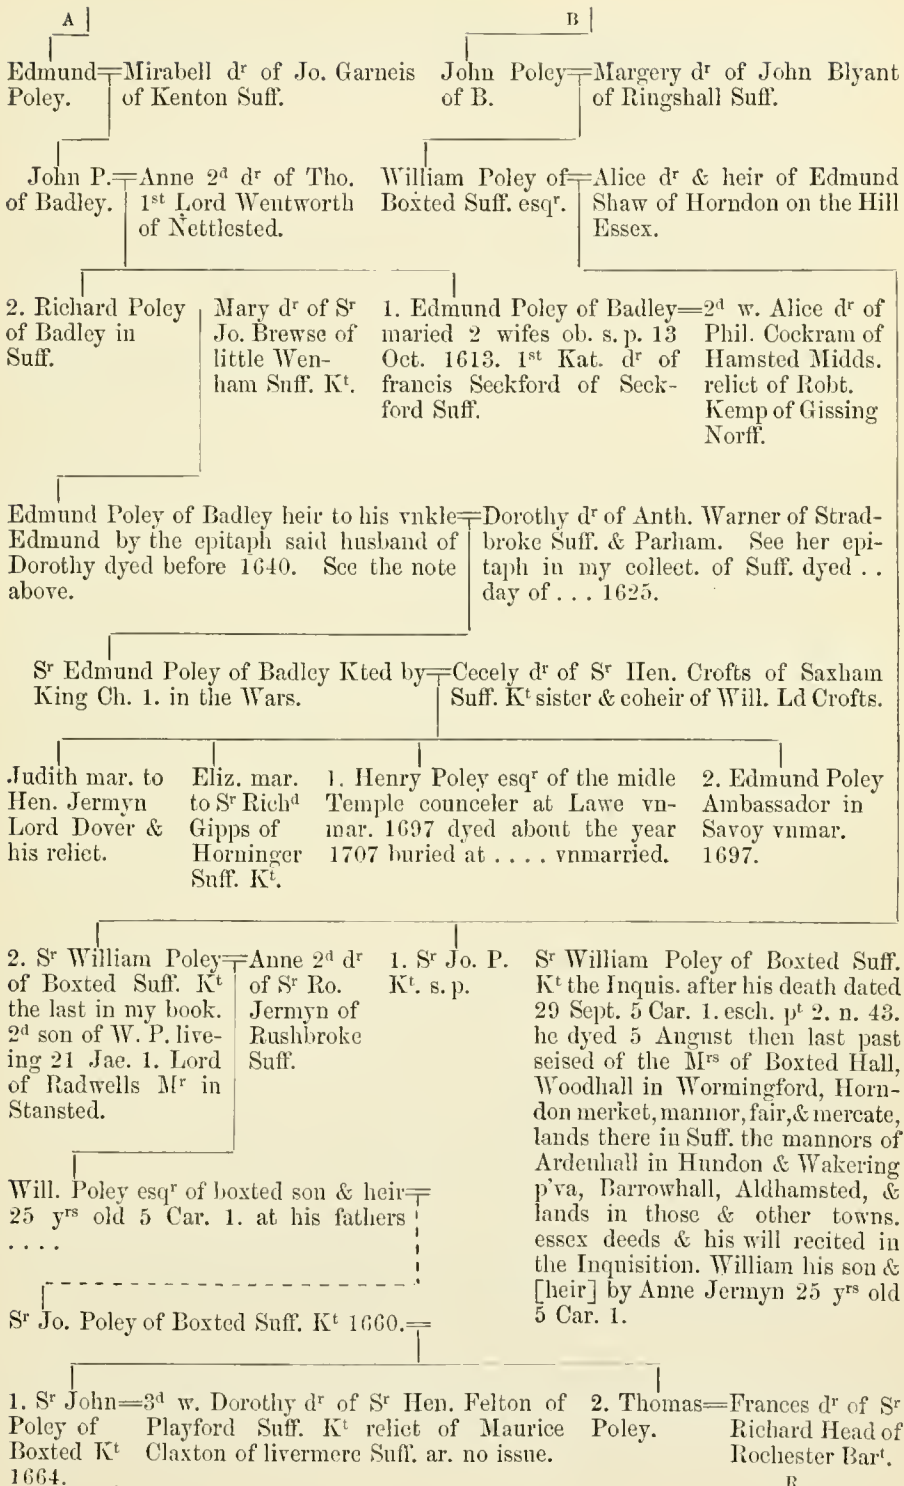 A
B
Edmund Mirabell dʳ of Jo. Garneis
Poley. of Kenton Suff.
John Poley Margery dʳ of John Blyant
of B. of Ringshall Suff.
John P. Anne 2ᵈ dʳ of Tho.
of Badley. 1ˢᵗ Lord Wentworth
of Nettlested.
William Poley of Alice dʳ & heir of Edmund
Boxted Suff. esqʳ. Shaw of Horndon on the Hill
Essex.
2. Richard Poley
of Badley in
Suff.
Mary dʳ of Sʳ
Jo. Brewse of
little Wen-
ham Suff. Kᵗ.
1. Edmund Poley of Badley=2ᵈ w. Alice dʳ of
maried 2 wifes ob. s. p. 13 Phil. Cockram of
Oct. 1613. 1ˢᵗ Kat. dʳ of Hamsted Midds.
francis Seckford of Seck- relict of Robt.
ford Suff. Kemp of Gissing
Norff.
Edmund Poley of Badley heir to his vnkle
Edmund by the epitaph said husband of
Dorothy dyed before 1640. See the note
above.
Dorothy dʳ of Anth. Warner of Strad-
broke Suff. & Parham. See her epi-
taph in my collect. of Suff. dyed . .
day of . . . 1625.
Sʳ Edmund Poley of Badley Kted by Cecely dʳ of Sʳ Hen. Crofts of Saxham
King Ch. 1. in the Wars. Suff. Kᵗ sister & coheir of Will. Ld Crofts.
Judith mar. to
Hen. Jermyn
Lord Dover &
his relict.
Eliz. mar.
to Sʳ Richᵈ
Gipps of
Horninger
Suff. Kᵗ.
1. Henry Poley esqʳ of the midle
Temple counceler at Lawe vn-
mar. 1697 dyed about the year
1707 buried at . . . . vnmarried.
2. Edmund Poley
Ambassador in
Savoy vnmar.
1697.
2. Sʳ William Poley
of Boxted Suff. Kᵗ
the last in my book.
2ᵈ son of W. P. live-
ing 21 Jac. 1. Lord
of Radwells Mʳ in
Stansted.
Anne 2ᵈ dʳ
of Sʳ Ro.
Jermyn of
Rushbroke
Suff.
1. Sʳ Jo. P.
Kᵗ. s. p.
Sʳ William Poley of Boxted Suff.
Kᵗ the Inquis. after his death dated
29 Sept. 5 Car. 1. esch. pᵗ 2. n. 43.
he dyed 5 August then last past
seised of the Mʳˢ of Boxted Hall,
Woodhall in Wormingford, Horn-
don merket, mannor, fair, & mercate,
lands there in Suff. the mannors of
Ardenhall in Hundon & Wakering
p'va, Barrowhall, Aldhamsted, &
lands in those & other towns.
essex deeds & his will recited in
the Inquisition. William his son &
[heir] by Anne Jermyn 25 yʳˢ old
5 Car. 1.
Will. Poley esqʳ of boxted son & heir
25 yʳˢ old 5 Car. 1. at his fathers
. . . .
Sʳ Jo. Poley of Boxted Suff. Kᵗ 1660.=
1. Sʳ John=3ᵈ w. Dorothy dʳ of Sʳ Hen. Felton of
Poley of Playford Suff. Kᵗ relict of Maurice
Boxted Kᵗ Claxton of livermere Suff. ar. no issue.
1664.
2. Thomas=Frances dʳ of Sʳ
Poley. Richard Head of
Rochester Barᵗ.